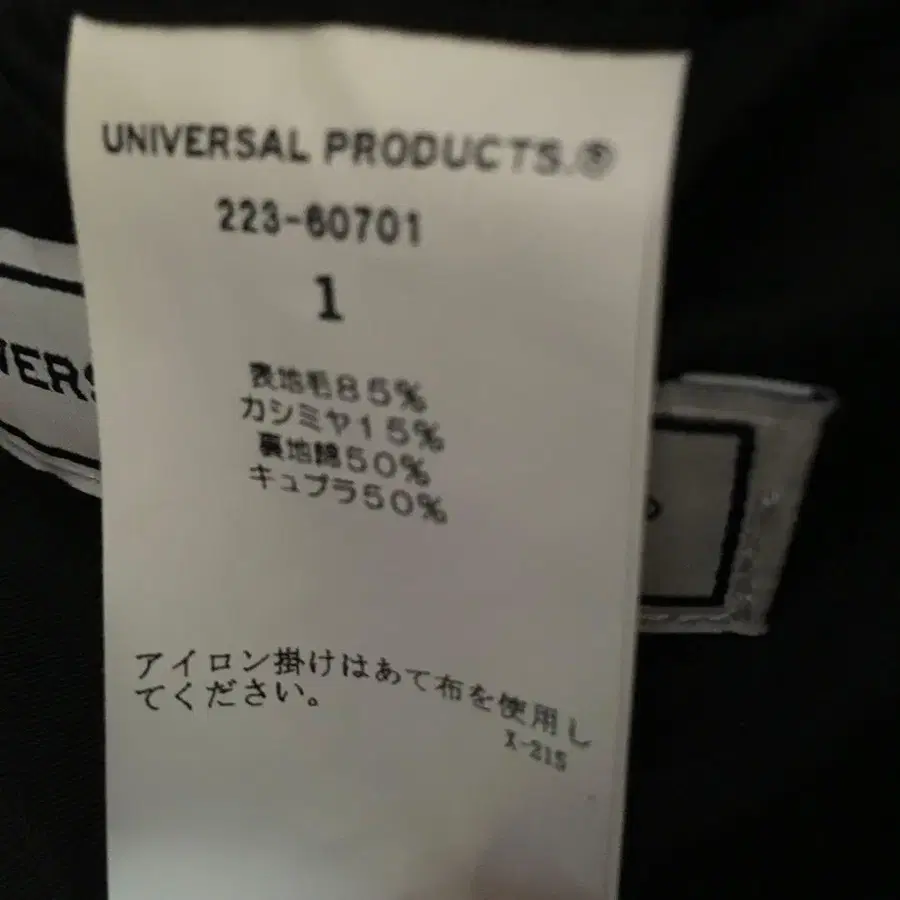 UNIVERSAL PRODUCTS.®
223-60701
1
表地毛85%
カシミヤ15%
裏地綿50%
キュプラ50%
アイロン掛けはあて布を使用し
てください。
X-215